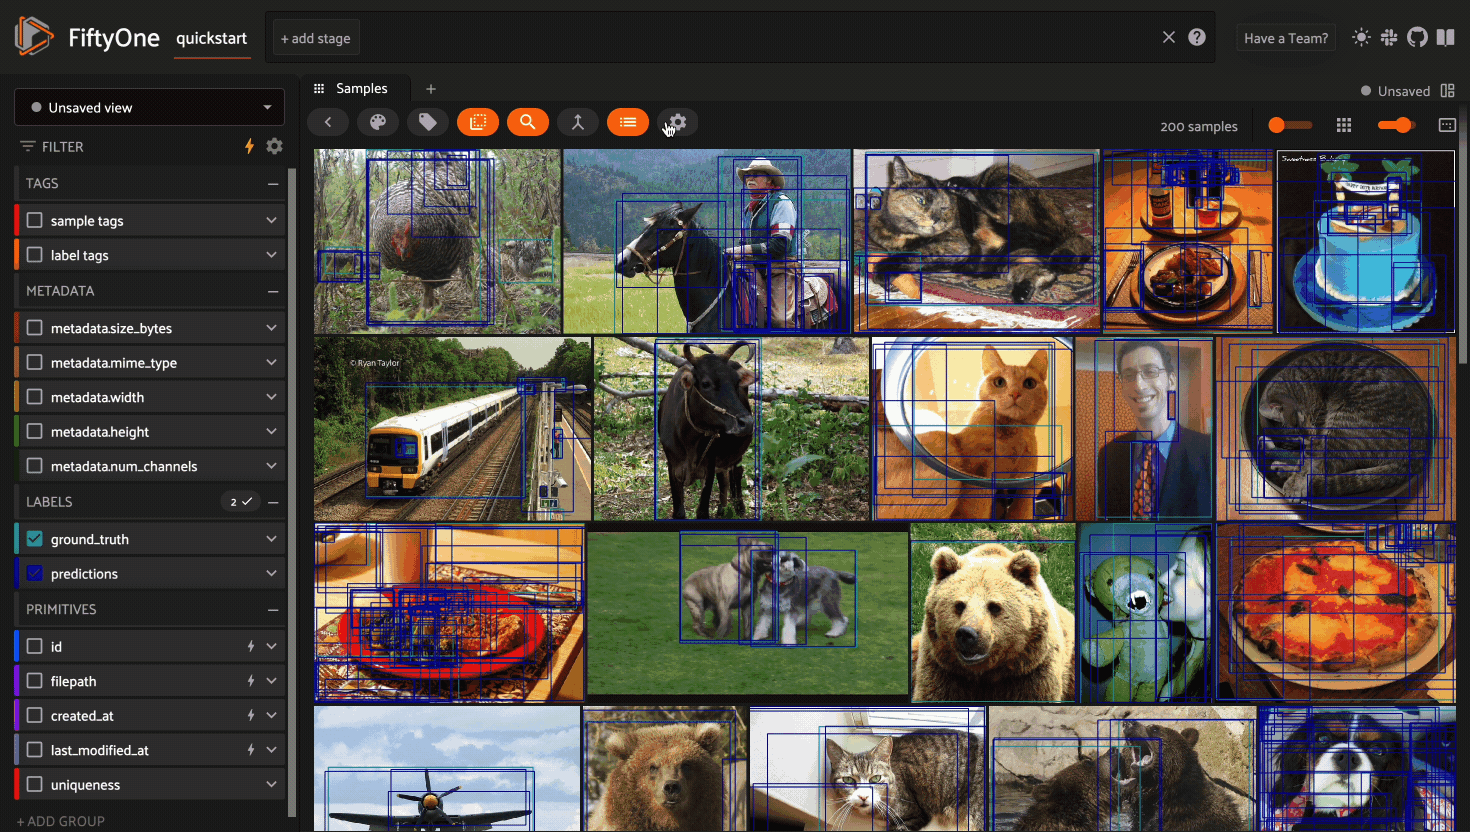 FiftyOne
quickstart
+ add stage
Have a Team?
Unsaved view
Samples
+
Unsaved
FILTER
200 samples
TAGS
sample tags
label tags
METADATA
metadata.size_bytes
metadata.mime_type
metadata.width
metadata.height
metadata.num_channels
LABELS
2
ground_truth
predictions
PRIMITIVES
id
filepath
created_at
last_modified_at
uniqueness
+ ADD GROUP
© Ryan Taylor